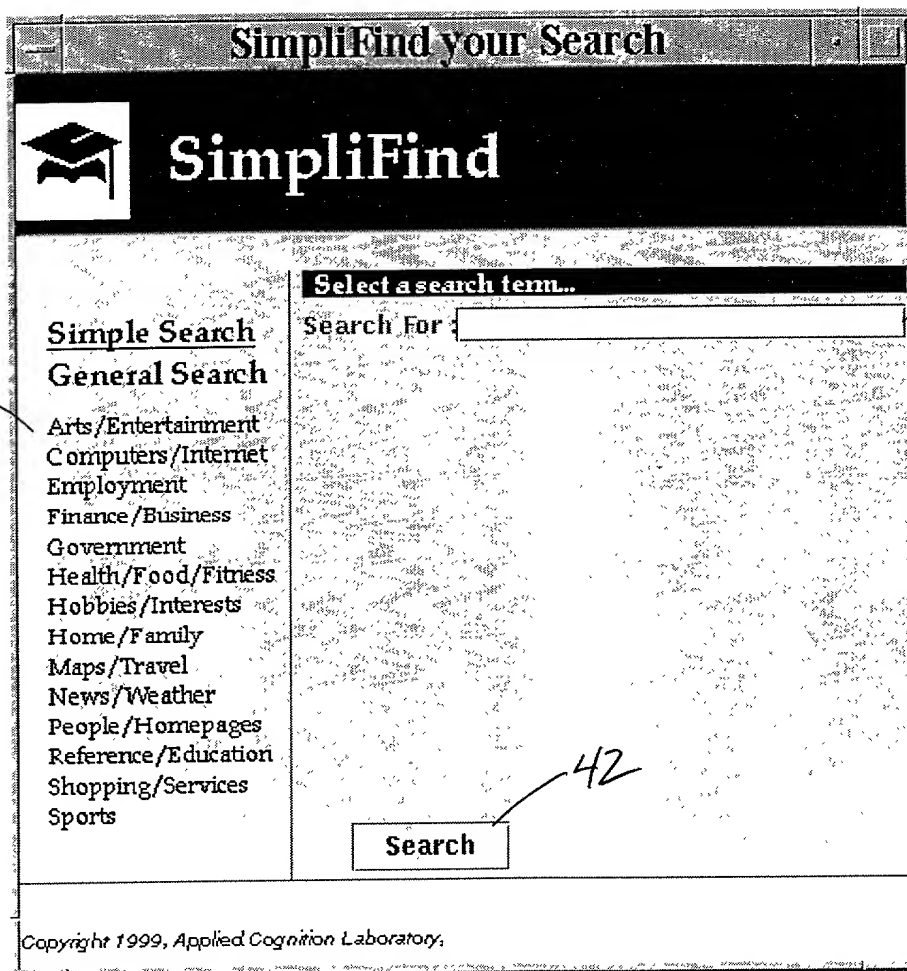 SimpliFind your Search
SimpliFind
Select a search term...
Search For :
Simple Search
General Search
Arts/Entertainment
Computers/Internet
Employment
Finance/Business
Government
Health/Food/Fitness
Hobbies/Interests
Home/Family
Maps/Travel
News/Weather
People/Homepages
Reference/Education
Shopping/Services
Sports
42
Search
Copyright 1999, Applied Cognition Laboratory,